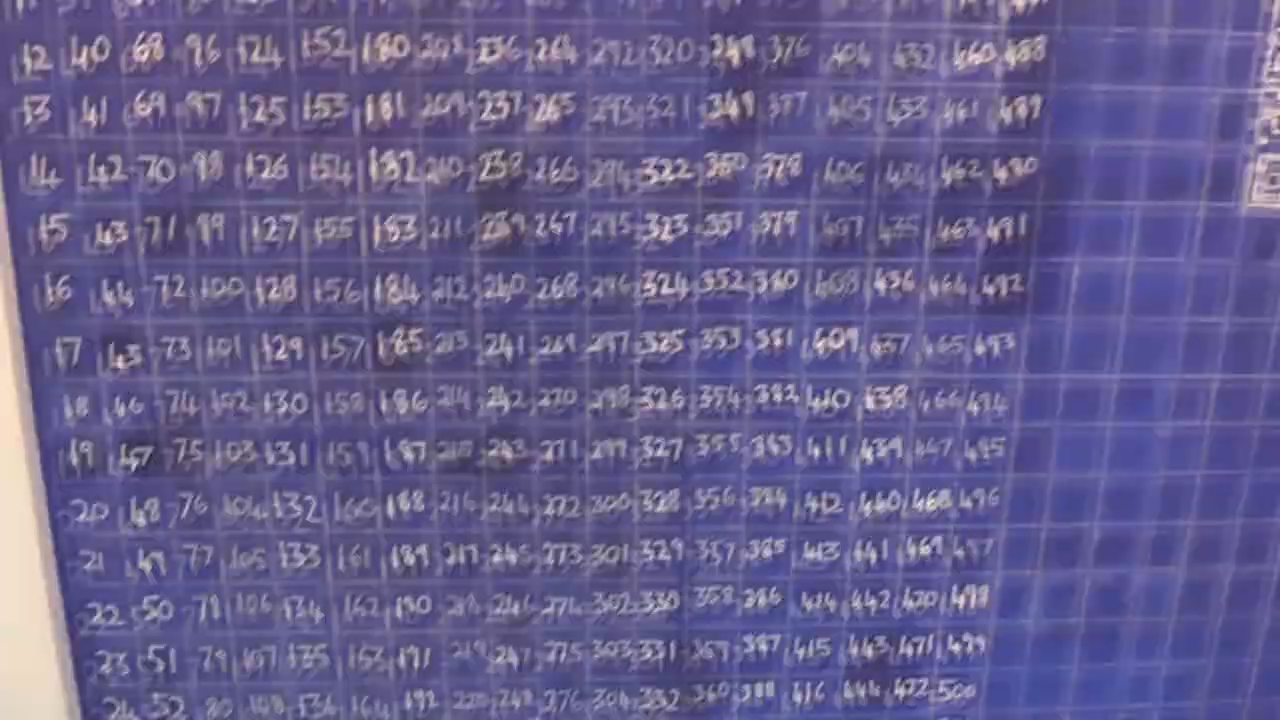 12 40 68 96 124 152 180 208 236 264 292 320 348 376 404 432 460 488
13 41 69 97 125 153 181 209 237 265 293 321 349 377 405 433 461 489
14 42 70 98 126 154 182 210 238 266 294 322 350 378 406 434 462 490
15 43 71 99 127 155 183 211 239 267 295 323 351 379 407 435 463 491
16 44 72 100 128 156 184 212 240 268 296 324 352 380 408 436 464 492
17 45 73 101 129 157 185 213 241 269 297 325 353 381 409 437 465 493
18 46 74 102 130 158 186 214 242 270 298 326 354 382 410 438 466 494
19 47 75 103 131 159 187 215 243 271 299 327 355 383 411 439 467 495
20 48 76 104 132 160 188 216 244 272 300 328 356 384 412 440 468 496
21 49 77 105 133 161 189 217 245 273 301 329 357 385 413 441 469 497
22 50 78 106 134 162 190 218 246 274 302 330 358 386 414 442 470 498
23 51 79 107 135 163 191 219 247 275 303 331 359 387 415 443 471 499
24 52 80 108 136 164 192 220 248 276 304 332 360 388 416 444 472 500